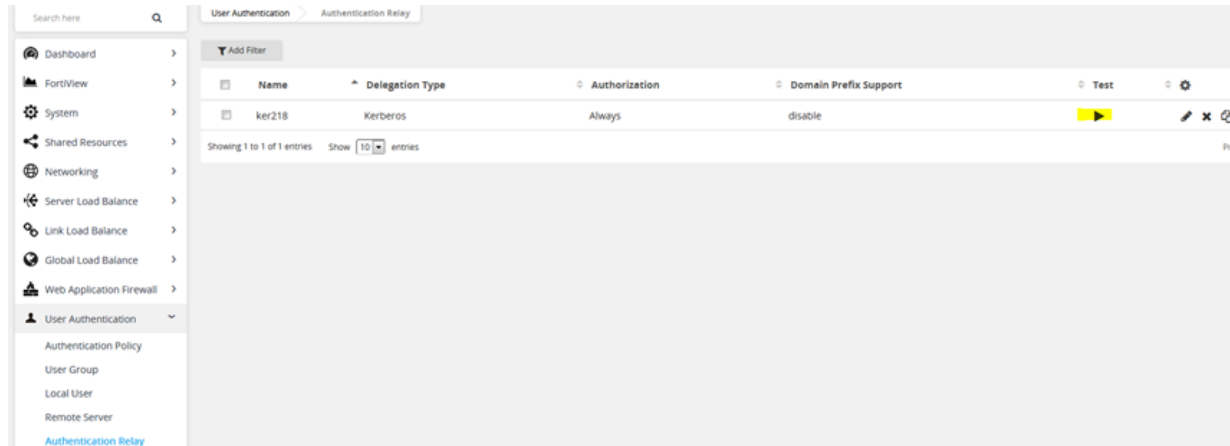 Search here
User Authentication
Authentication Relay
Dashboard
FortiView
System
Shared Resources
Networking
Server Load Balance
Link Load Balance
Global Load Balance
Web Application Firewall
User Authentication
Authentication Policy
User Group
Local User
Remote Server
Authentication Relay
Add Filter
Name Delegation Type Authorization Domain Prefix Support Test
ker218 Kerberos Always disable
Showing 1 to 1 of 1 entries Show 10 entries